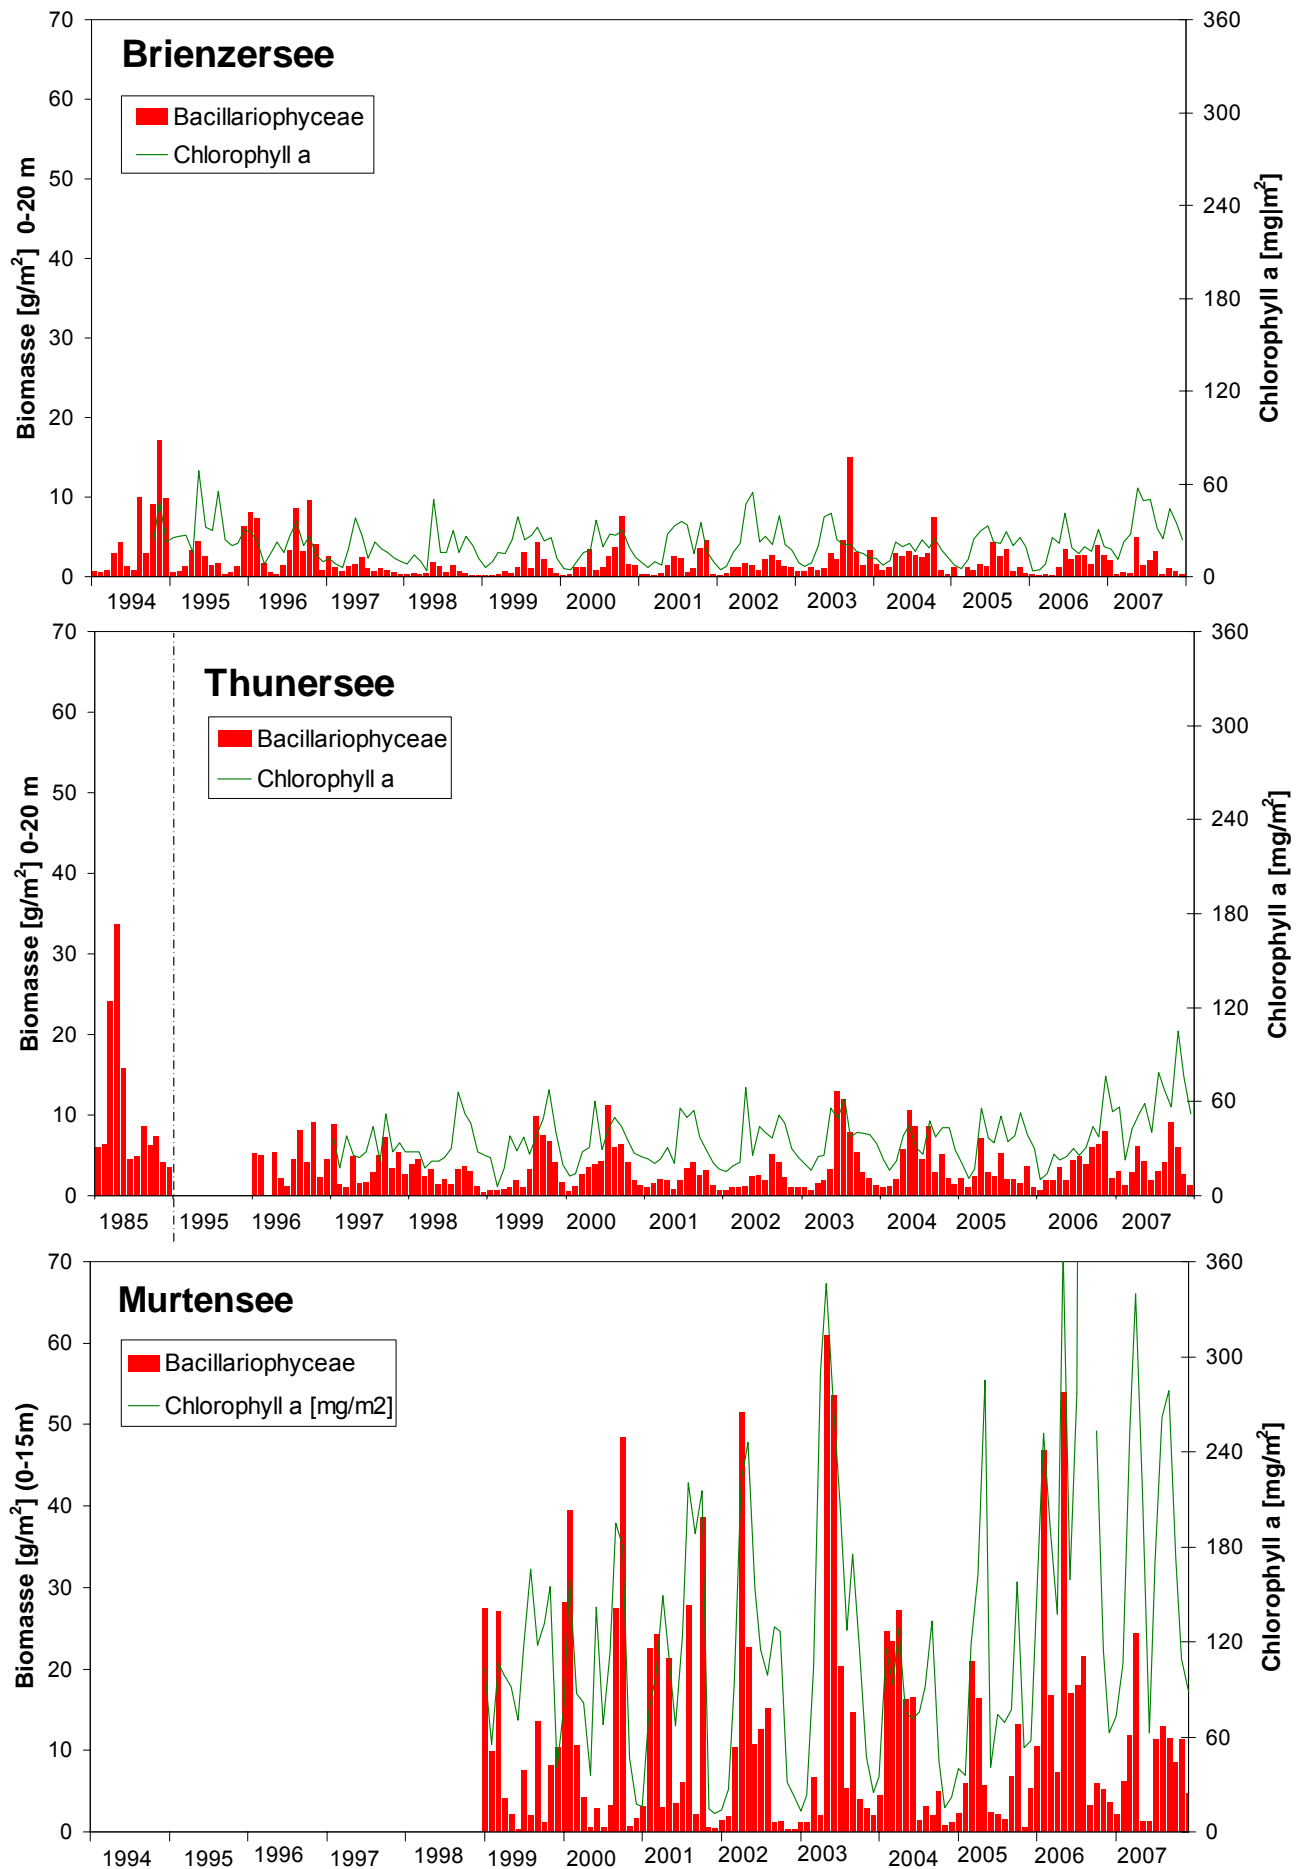 Brienzersee
Bacillariophyceae
Chlorophyll a
Biomasse [g/m²] 0-20 m
70
60
50
40
30
20
10
0
Chlorophyll a [mg|m²]
360
300
240
180
120
60
0
1994 1995 1996 1997 1998 1999 2000 2001 2002 2003 2004 2005 2006 2007
Thunersee
Bacillariophyceae
Chlorophyll a
Biomasse [g/m²] 0-20 m
70
60
50
40
30
20
10
0
Chlorophyll a [mg/m²]
360
300
240
180
120
60
0
1985 1995 1996 1997 1998 1999 2000 2001 2002 2003 2004 2005 2006 2007
Murtensee
Bacillariophyceae
Chlorophyll a [mg/m2]
Biomasse [g/m²] (0-15m)
70
60
50
40
30
20
10
0
Chlorophyll a [mg/m²]
360
300
240
180
120
60
0
1994 1995 1996 1997 1998 1999 2000 2001 2002 2003 2004 2005 2006 2007